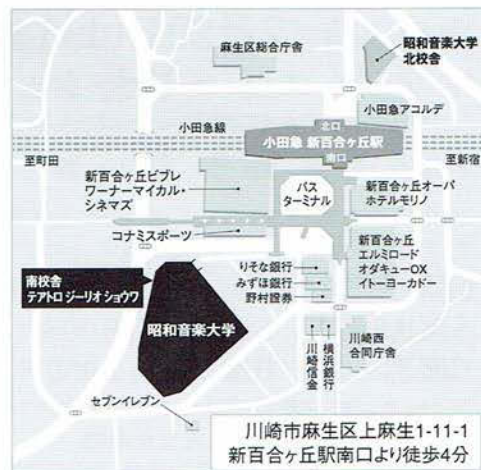 麻生区総合庁舎
昭和音楽大学
北校舎
小田急アコルデ
小田急線
北口
小田急 新百合ヶ丘駅
南口
至町田
至新宿
新百合ヶ丘ビブレ
ワーナーマイカル・
シネマズ
バス
ターミナル
新百合ヶ丘オーパ
ホテルモリノ
コナミスポーツ
新百合ヶ丘
エルミロード
オダキューOX
イトーヨーカドー
りそな銀行
みずほ銀行
野村證券
南校舎
テアトロ ジーリオ ショウワ
昭和音楽大学
川崎信金
横浜銀行
川崎西
合同庁舎
セブンイレブン
川崎市麻生区上麻生1-11-1
新百合ヶ丘駅南口より徒歩4分